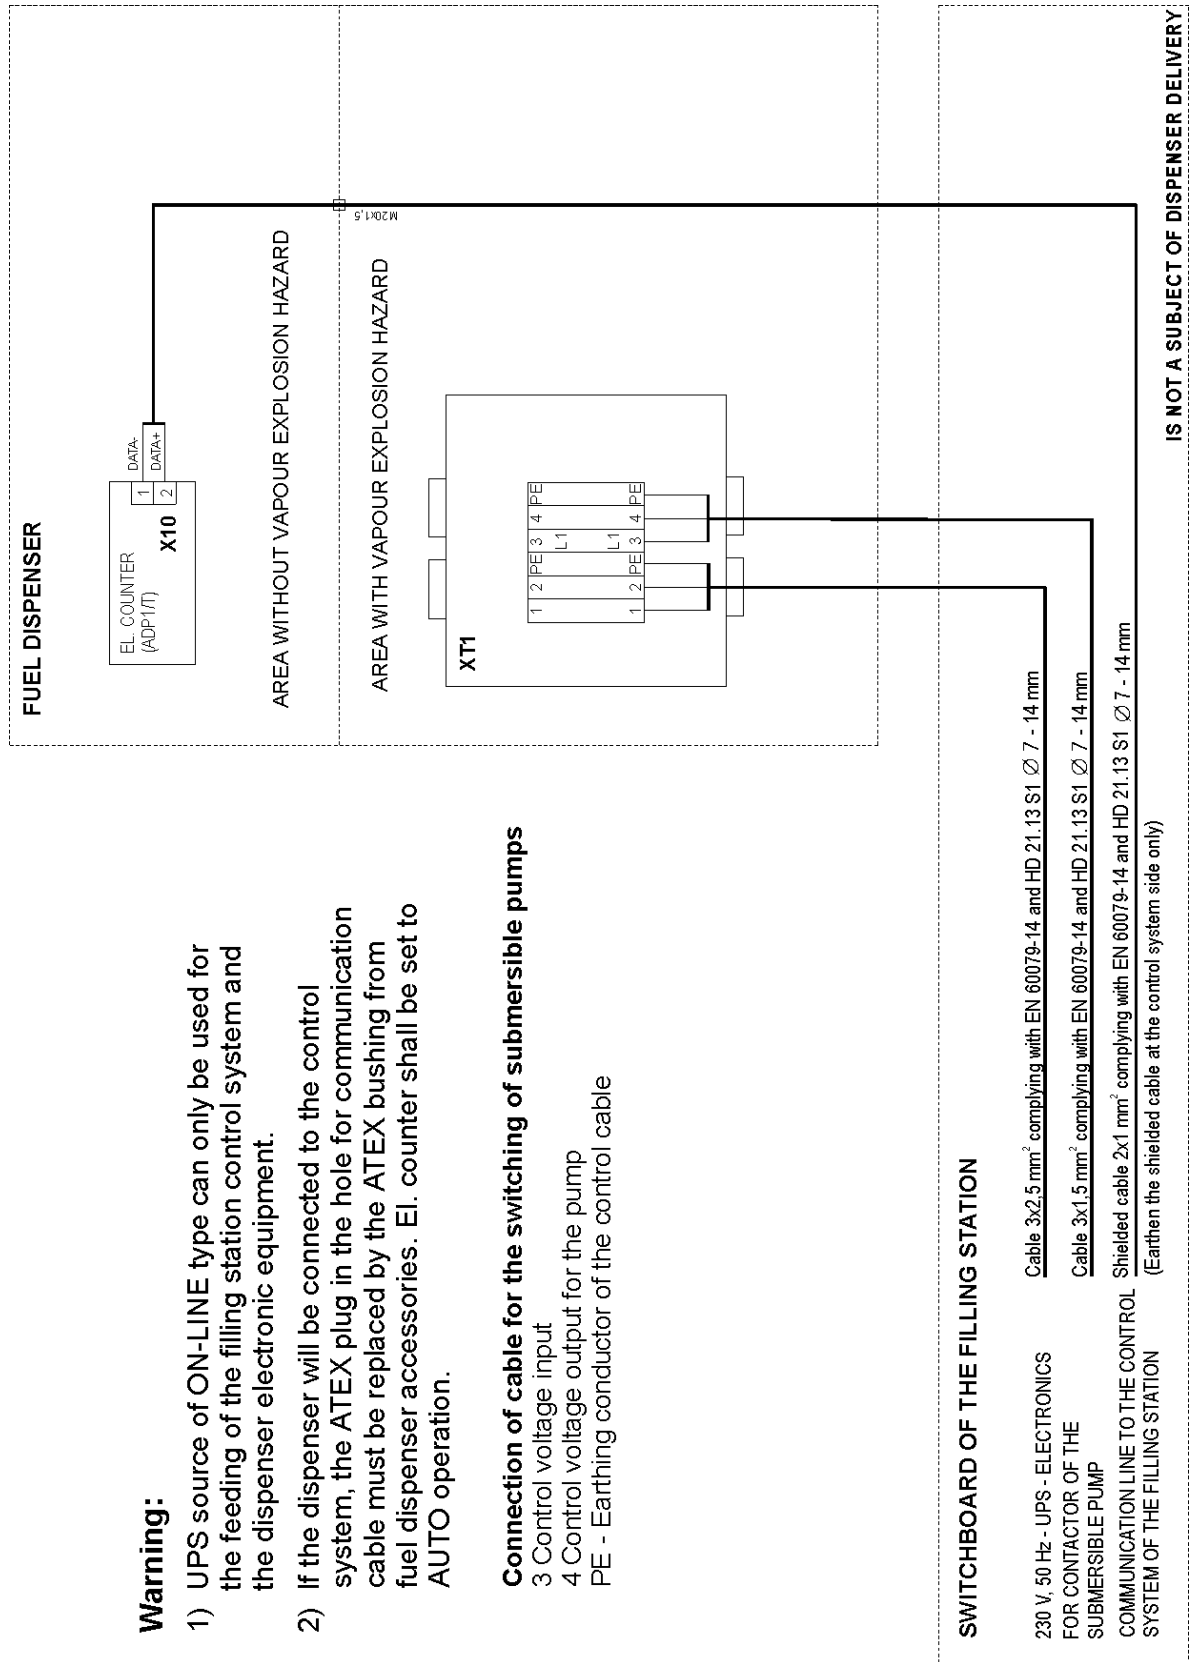 Warning:
1) UPS source of ON-LINE type can only be used for
the feeding of the filling station control system and
the dispenser electronic equipment.
2) If the dispenser will be connected to the control
system, the ATEX plug in the hole for communication
cable must be replaced by the ATEX bushing from
fuel dispenser accessories. El. counter shall be set to
AUTO operation.
Connection of cable for the switching of submersible pumps
3 Control voltage input
4 Control voltage output for the pump
PE - Earthing conductor of the control cable
FUEL DISPENSER
EL. COUNTER
(ADP1/T)
X10
1
2
DATA-
DATA+
AREA WITHOUT VAPOUR EXPLOSION HAZARD
M20x1,5
AREA WITH VAPOUR EXPLOSION HAZARD
XT1
1 2 PE 3 4 PE
L1
L1
1 2 PE 3 4 PE
SWITCHBOARD OF THE FILLING STATION
230 V, 50 Hz - UPS - ELECTRONICS
Cable 3x2,5 mm² complying with EN 60079-14 and HD 21.13 S1 ∅ 7 - 14 mm
FOR CONTACTOR OF THE
SUBMERSIBLE PUMP
Cable 3x1,5 mm² complying with EN 60079-14 and HD 21.13 S1 ∅ 7 - 14 mm
COMMUNICATION LINE TO THE CONTROL
SYSTEM OF THE FILLING STATION
Shielded cable 2x1 mm² complying with EN 60079-14 and HD 21.13 S1 ∅ 7 - 14 mm
(Earthen the shielded cable at the control system side only)
IS NOT A SUBJECT OF DISPENSER DELIVERY